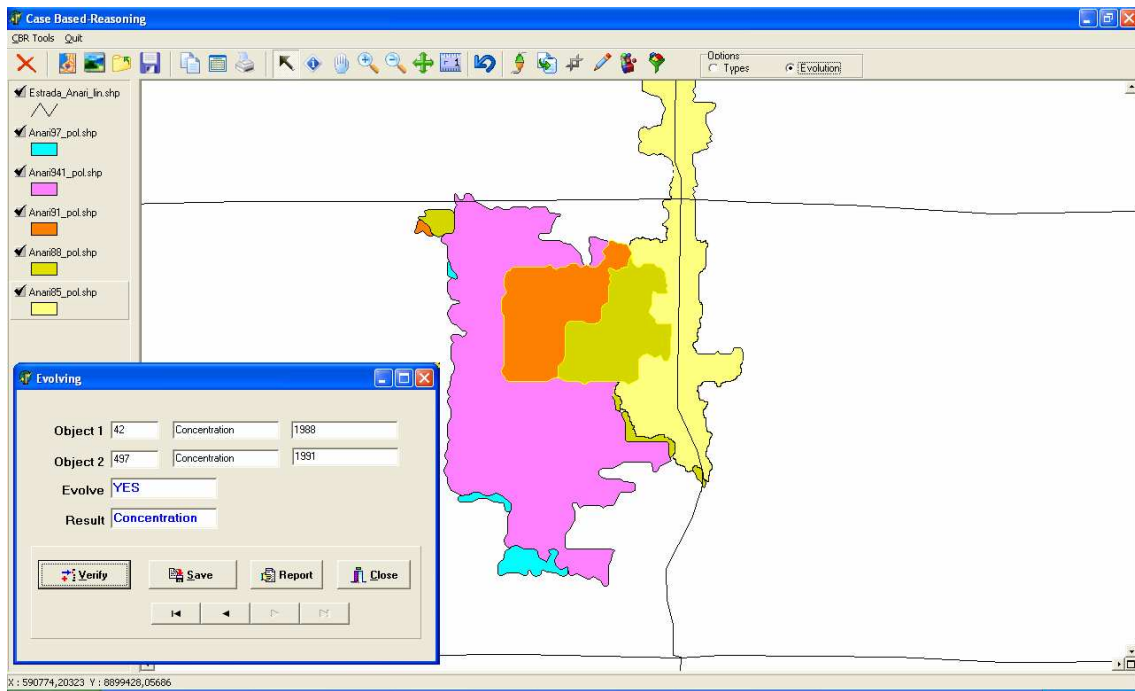 Case Based-Reasoning
CBR Tools Quit
Options
Types Evolution
Estrada_Anari_lin.shp
Anari97_pol.shp
Anari941_pol.shp
Anari91_pol.shp
Anari88_pol.shp
Anari85_pol.shp
Evolving
Object 1 42 Concentration 1988
Object 2 497 Concentration 1991
Evolve YES
Result Concentration
Verify Save Report Close
X : 590774,20323 Y : 8899428,05686